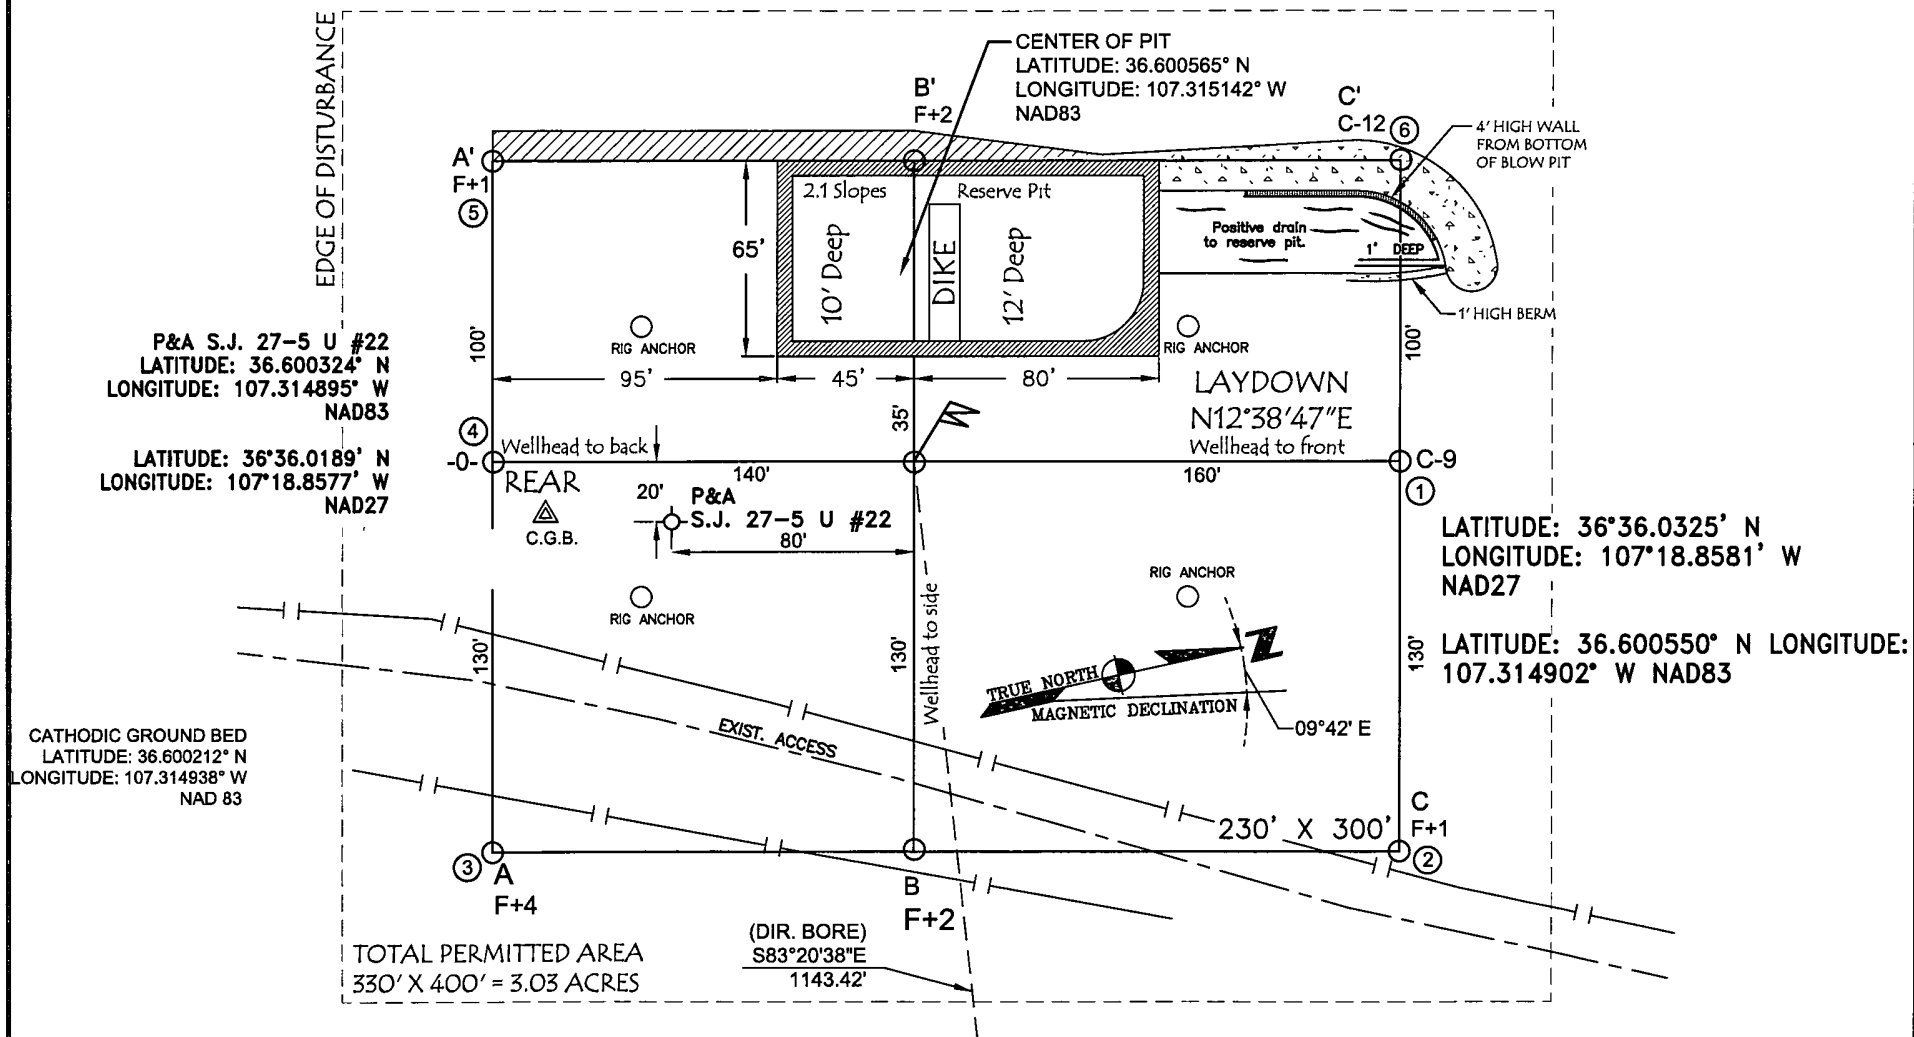 EDGE OF DISTURBANCE
CENTER OF PIT
LATITUDE: 36.600565° N
LONGITUDE: 107.315142° W
NAD83
B'
F+2
C'
C-12 6
4' HIGH WALL
FROM BOTTOM
OF BLOW PIT
A'
F+1
5
2.1 Slopes
Reserve Pit
65'
10' Deep
DIKE
12' Deep
Positive drain
to reserve pit.
1' DEEP
1' HIGH BERM
P&A S.J. 27-5 U #22
LATITUDE: 36.600324° N
LONGITUDE: 107.314895° W
NAD83
LATITUDE: 36°36.0189' N
LONGITUDE: 107°18.8577' W
NAD27
100'
RIG ANCHOR
RIG ANCHOR
100'
95'
45'
80'
LAYDOWN
N12°38'47"E
Wellhead to front
35'
4
-0-
Wellhead to back
140'
160'
C-9
1
REAR
C.G.B.
20'
P&A
S.J. 27-5 U #22
80'
LATITUDE: 36°36.0325' N
LONGITUDE: 107°18.8581' W
NAD27
LATITUDE: 36.600550° N LONGITUDE:
107.314902° W NAD83
RIG ANCHOR
RIG ANCHOR
130'
130'
Wellhead to side
130'
N
TRUE NORTH
MAGNETIC DECLINATION
09°42' E
EXIST. ACCESS
CATHODIC GROUND BED
LATITUDE: 36.600212° N
LONGITUDE: 107.314938° W
NAD 83
230' X 300'
C
F+1
2
3
A
F+4
B
F+2
(DIR. BORE)
S83°20'38"E
1143.42'
TOTAL PERMITTED AREA
330' X 400' = 3.03 ACRES